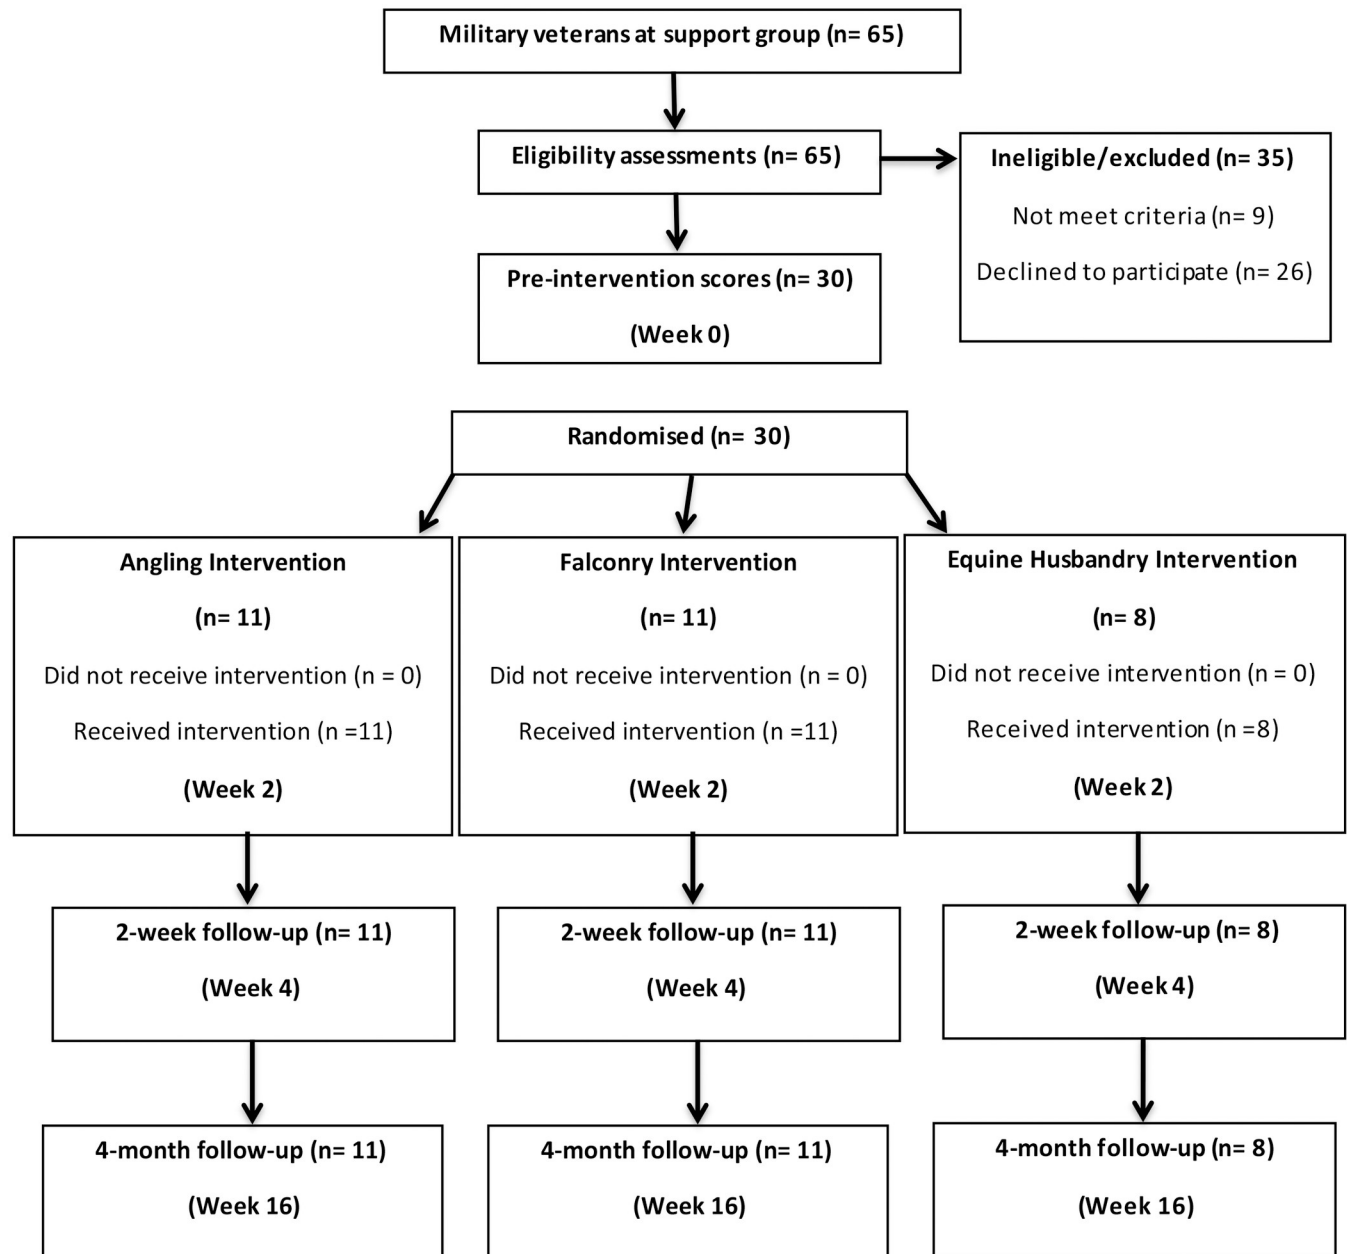 Military veterans at support group (n= 65)
Eligibility assessments (n= 65)
Ineligible/excluded (n= 35)
Not meet criteria (n= 9)
Declined to participate (n= 26)
Pre-intervention scores (n= 30)
(Week 0)
Randomised (n= 30)
Angling Intervention
(n= 11)
Did not receive intervention (n = 0)
Received intervention (n =11)
(Week 2)
Falconry Intervention
(n= 11)
Did not receive intervention (n = 0)
Received intervention (n =11)
(Week 2)
Equine Husbandry Intervention
(n= 8)
Did not receive intervention (n = 0)
Received intervention (n =8)
(Week 2)
2-week follow-up (n= 11)
(Week 4)
2-week follow-up (n= 11)
(Week 4)
2-week follow-up (n= 8)
(Week 4)
4-month follow-up (n= 11)
(Week 16)
4-month follow-up (n= 11)
(Week 16)
4-month follow-up (n= 8)
(Week 16)